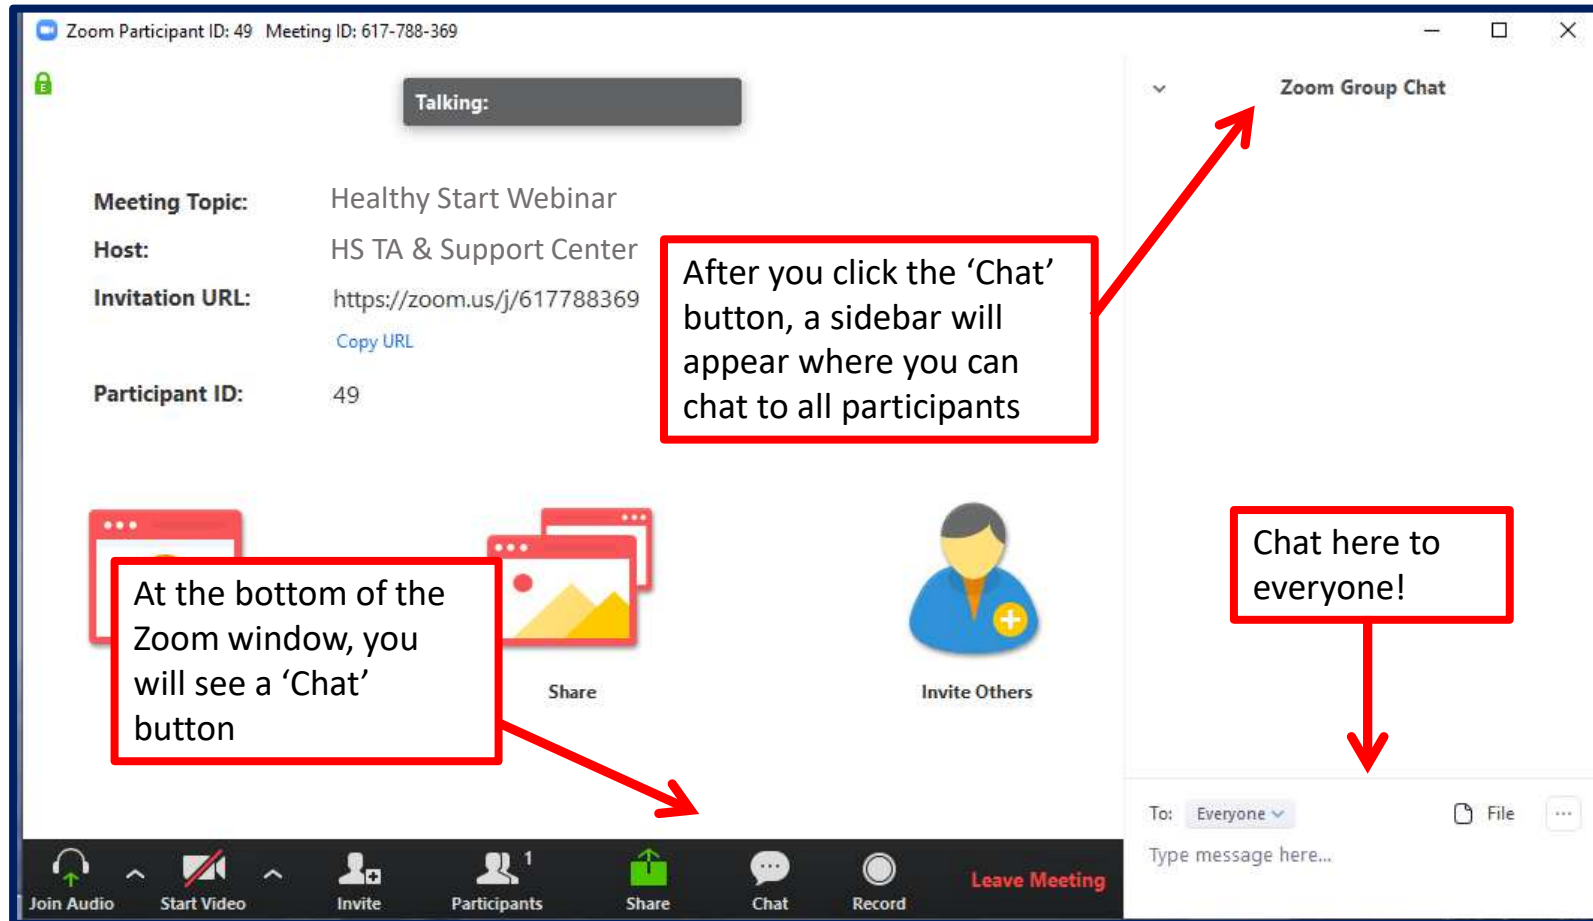 Zoom Participant ID: 49 Meeting ID: 617-788-369
Talking:
Zoom Group Chat
Meeting Topic: Healthy Start Webinar
Host: HS TA & Support Center
Invitation URL: https://zoom.us/j/617788369
Copy URL
Participant ID: 49
After you click the ‘Chat’
button, a sidebar will
appear where you can
chat to all participants
At the bottom of the
Zoom window, you
will see a ‘Chat’
button
Share
Invite Others
Chat here to
everyone!
To: Everyone File ...
Type message here...
Join Audio Start Video Invite Participants 1 Share Chat Record Leave Meeting